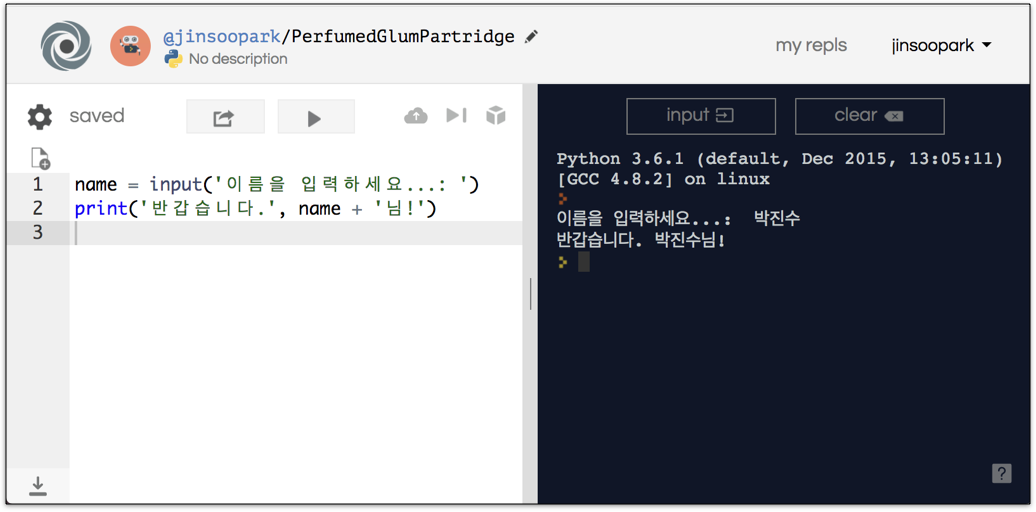 @jinsoopark/PerfumedGlumPartridge
No description
my repls
jinsoopark
saved
1 name = input('이름을 입력하세요...: ')
2 print('반갑습니다.', name + '님!')
3
input
clear
Python 3.6.1 (default, Dec 2015, 13:05:11)
[GCC 4.8.2] on linux
이름을 입력하세요...: 박진수
반갑습니다. 박진수님!
?